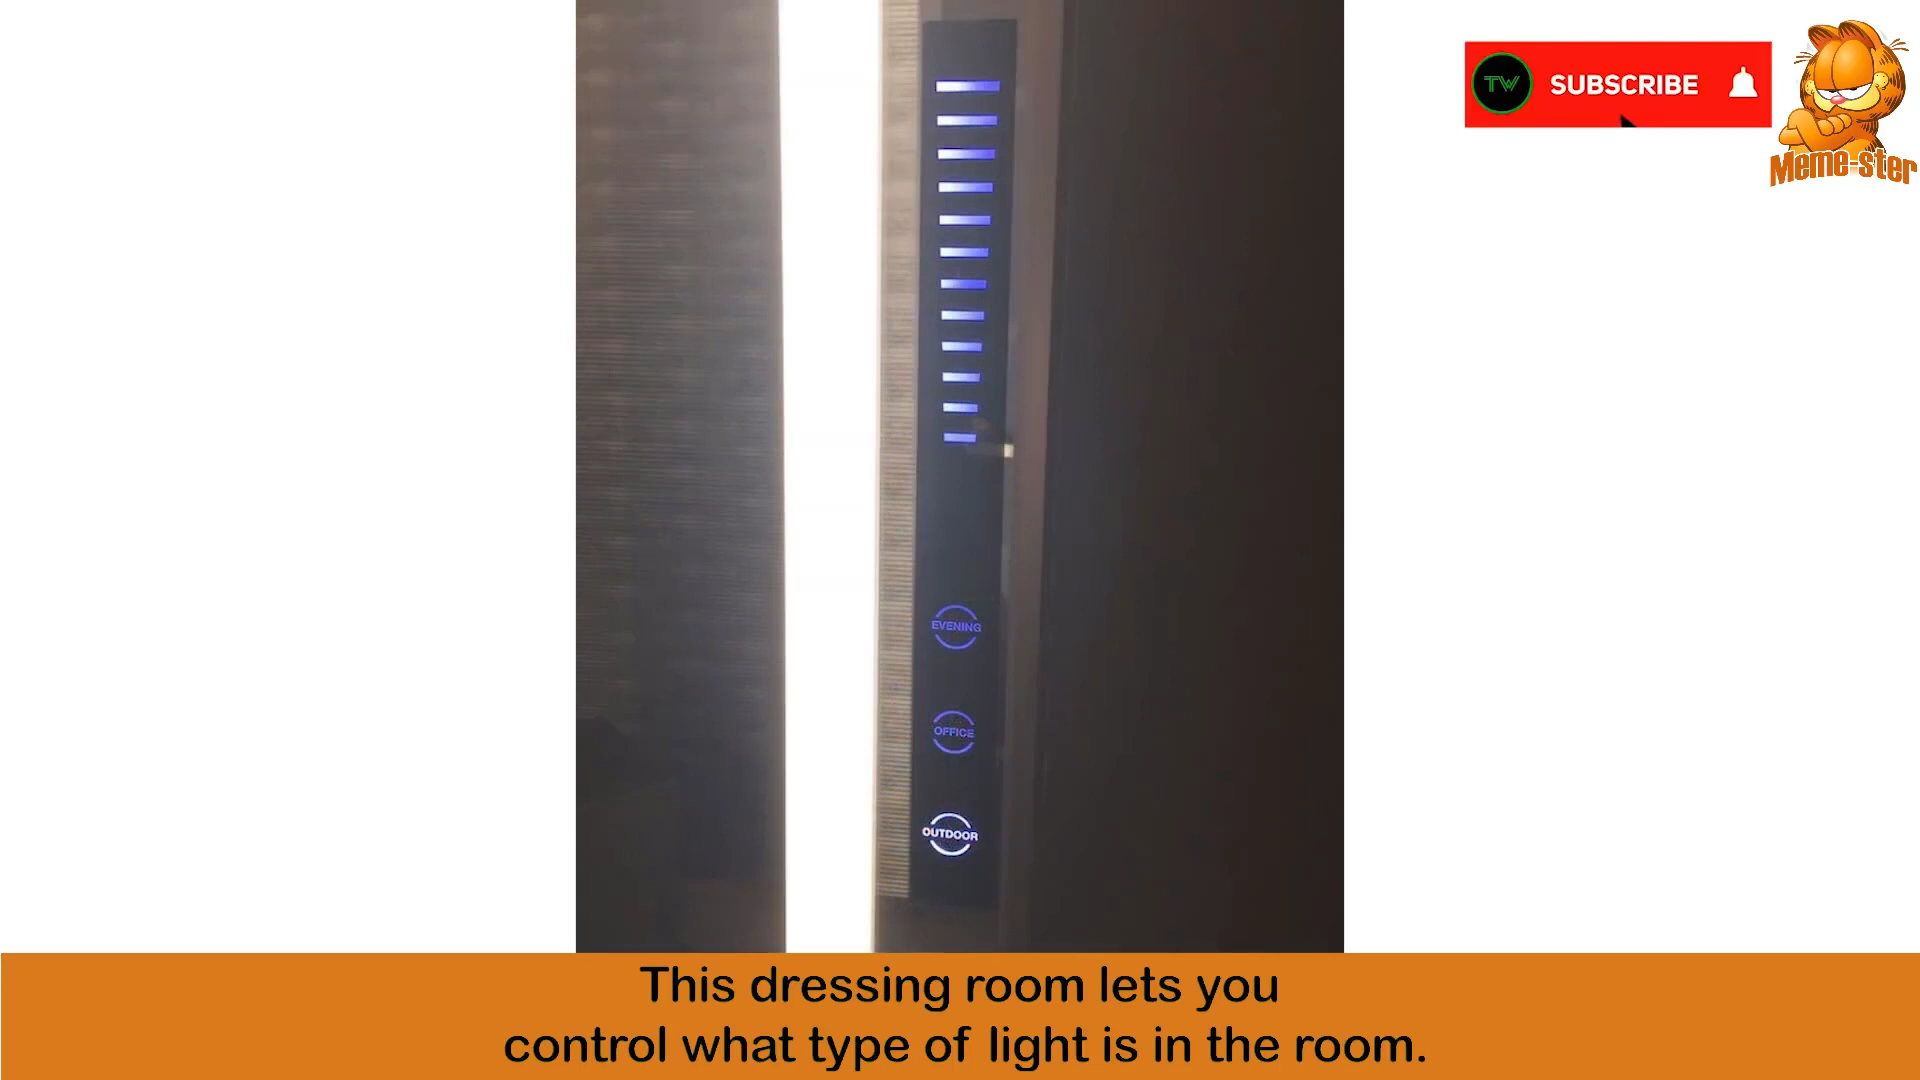 TW
SUBSCRIBE
Meme-ster
EVENING
OFFICE
OUTDOOR
This dressing room lets you
control what type of light is in the room.